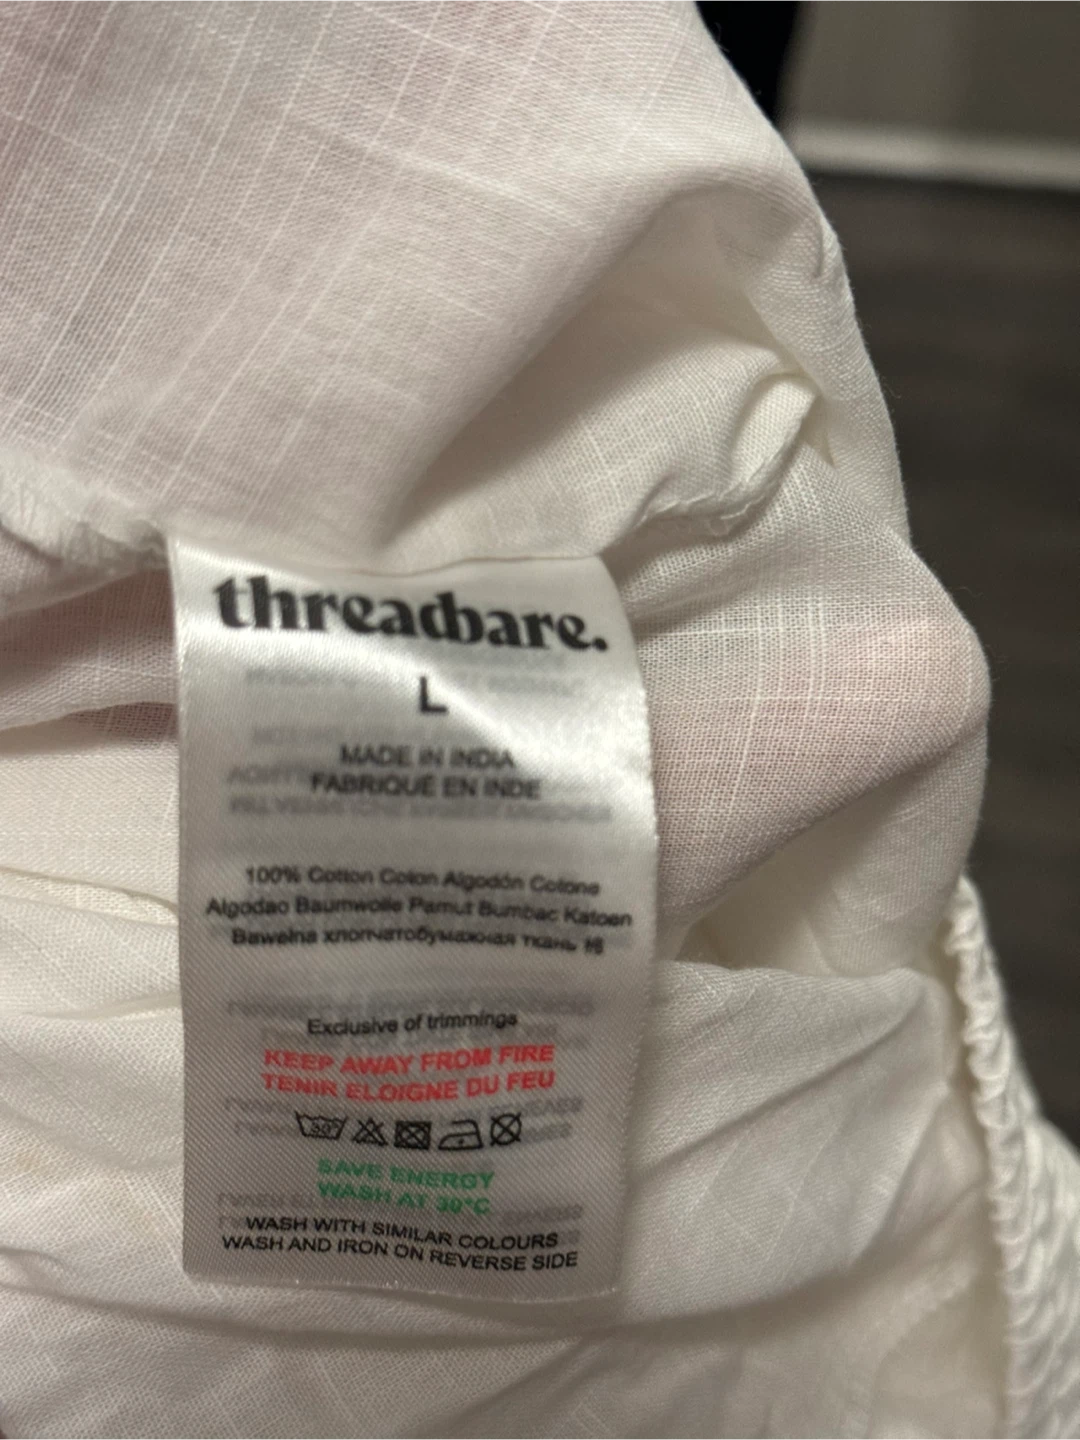 threadbare.
L
MADE IN INDIA
FABRIQUÉ EN INDE
100% Cotton Coton Algodón Cotone
Algodao Baumwolle Pamut Bumbac Katoen
Bawełna хлопчатобумажная ткань 棉
Exclusive of trimmings
KEEP AWAY FROM FIRE
TENIR ELOIGNE DU FEU
30°
SAVE ENERGY
WASH AT 30°C
WASH WITH SIMILAR COLOURS
WASH AND IRON ON REVERSE SIDE